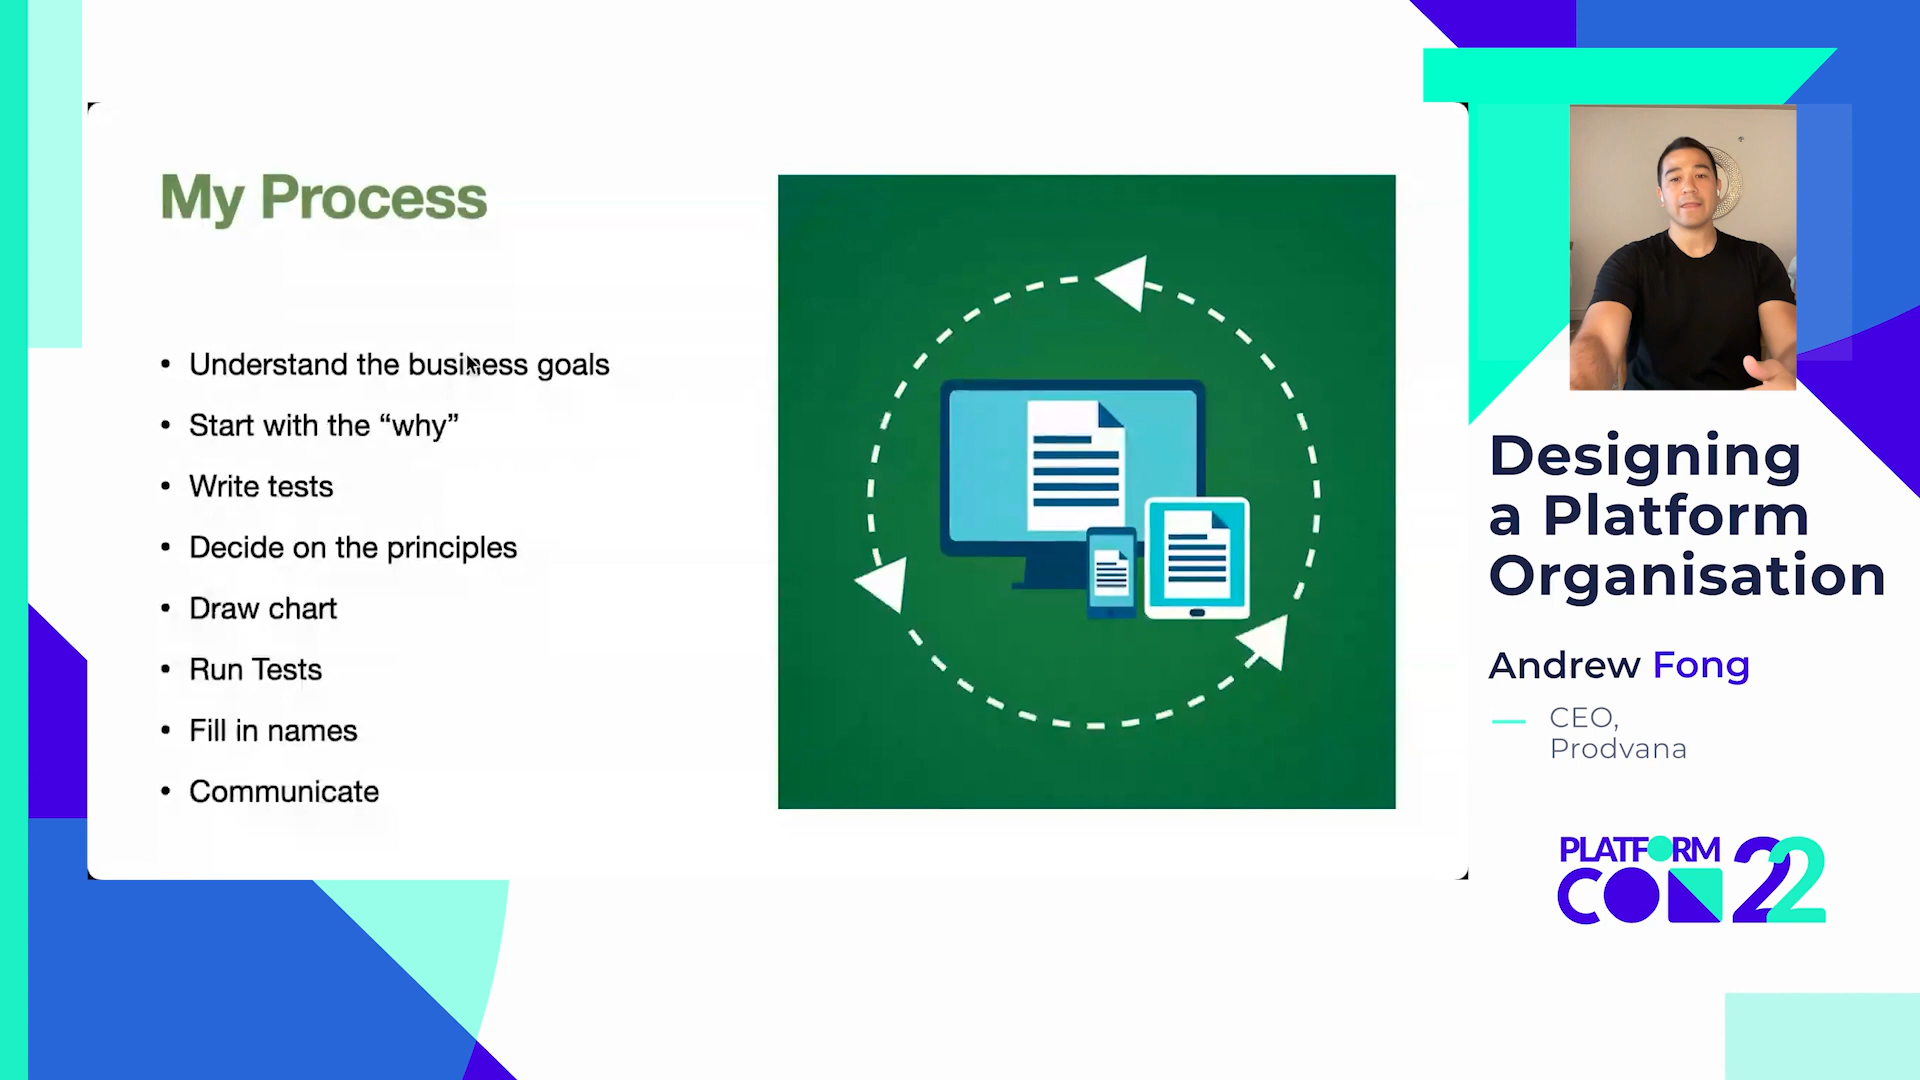 My Process
• Understand the business goals
• Start with the “why”
• Write tests
• Decide on the principles
• Draw chart
• Run Tests
• Fill in names
• Communicate
Designing
a Platform
Organisation
Andrew Fong
CEO,
Prodvana
PLATFORM
CON 22